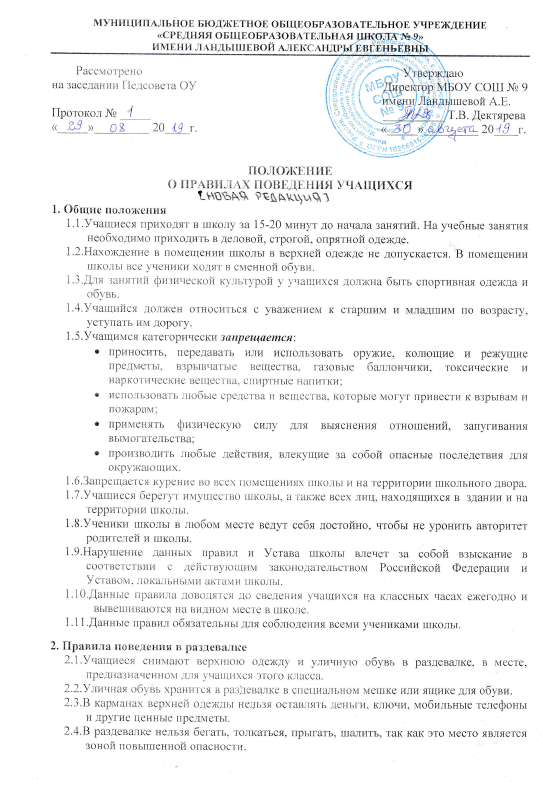 МУНИЦИПАЛЬНОЕ БЮДЖЕТНОЕ ОБЩЕОБРАЗОВАТЕЛЬНОЕ УЧРЕЖДЕНИЕ
«СРЕДНЯЯ ОБЩЕОБРАЗОВАТЕЛЬНАЯ ШКОЛА № 9»
ИМЕНИ ЛАНДЫШЕВОЙ АЛЕКСАНДРЫ ЕВГЕНЬЕВНЫ
Рассмотрено
на заседании Педсовета ОУ
Протокол № 1
«29» 08 2019 г.
Утверждаю
Директор МБОУ СОШ № 9
имени Ландышевой А.Е.
Т.В. Дектярева
«30» августа 2019 г.
МБОУ
СОШ
№ 9
ПОЛОЖЕНИЕ
О ПРАВИЛАХ ПОВЕДЕНИЯ УЧАЩИХСЯ
[НОВАЯ РЕДАКЦИЯ]
1. Общие положения
1.1.Учащиеся приходят в школу за 15-20 минут до начала занятий. На учебные занятия
необходимо приходить в деловой, строгой, опрятной одежде.
1.2.Нахождение в помещении школы в верхней одежде не допускается. В помещении
школы все ученики ходят в сменной обуви.
1.3.Для занятий физической культурой у учащихся должна быть спортивная одежда и
обувь.
1.4.Учащийся должен относиться с уважением к старшим и младшим по возрасту,
уступать им дорогу.
1.5.Учащимся категорически запрещается:
• приносить, передавать или использовать оружие, колющие и режущие
предметы, взрывчатые вещества, газовые баллончики, токсические и
наркотические вещества, спиртные напитки;
• использовать любые средства и вещества, которые могут привести к взрывам и
пожарам;
• применять физическую силу для выяснения отношений, запугивания
вымогательства;
• производить любые действия, влекущие за собой опасные последствия для
окружающих.
1.6.Запрещается курение во всех помещениях школы и на территории школьного двора.
1.7.Учащиеся берегут имущество школы, а также всех лиц, находящихся в здании и на
территории школы.
1.8.Ученики школы в любом месте ведут себя достойно, чтобы не уронить авторитет
родителей и школы.
1.9.Нарушение данных правил и Устава школы влечет за собой взыскание в
соответствии с действующим законодательством Российской Федерации и
Уставом, локальными актами школы.
1.10.Данные правила доводятся до сведения учащихся на классных часах ежегодно и
вывешиваются на видном месте в школе.
1.11.Данные правил обязательны для соблюдения всеми учениками школы.
2. Правила поведения в раздевалке
2.1.Учащиеся снимают верхнюю одежду и уличную обувь в раздевалке, в месте,
предназначенном для учащихся этого класса.
2.2.Уличная обувь хранится в раздевалке в специальном мешке или ящике для обуви.
2.3.В карманах верхней одежды нельзя оставлять деньги, ключи, мобильные телефоны
и другие ценные предметы.
2.4.В раздевалке нельзя бегать, толкаться, прыгать, шалить, так как это место является
зоной повышенной опасности.